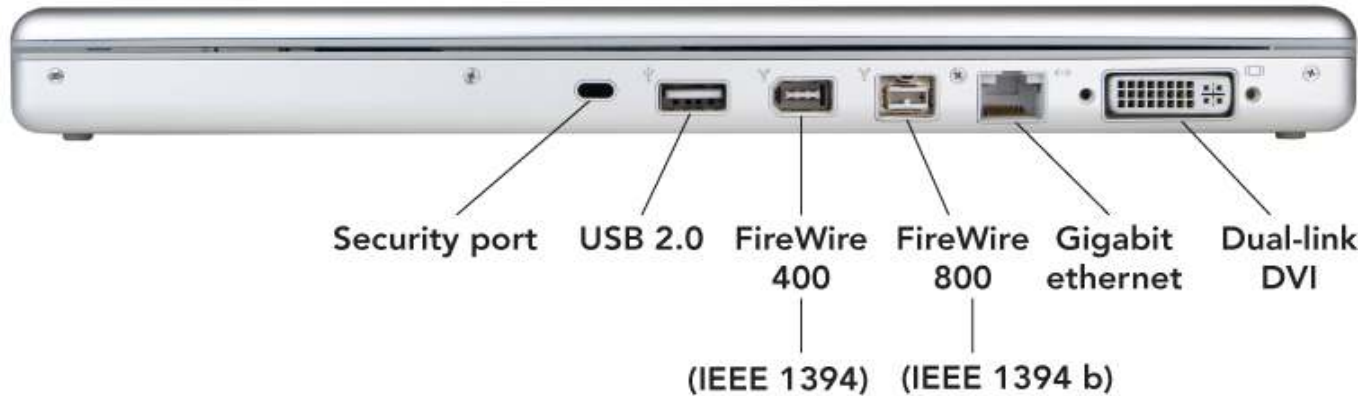 Security port
USB 2.0
FireWire
400
FireWire
800
Gigabit
ethernet
Dual-link
DVI
(IEEE 1394)
(IEEE 1394 b)